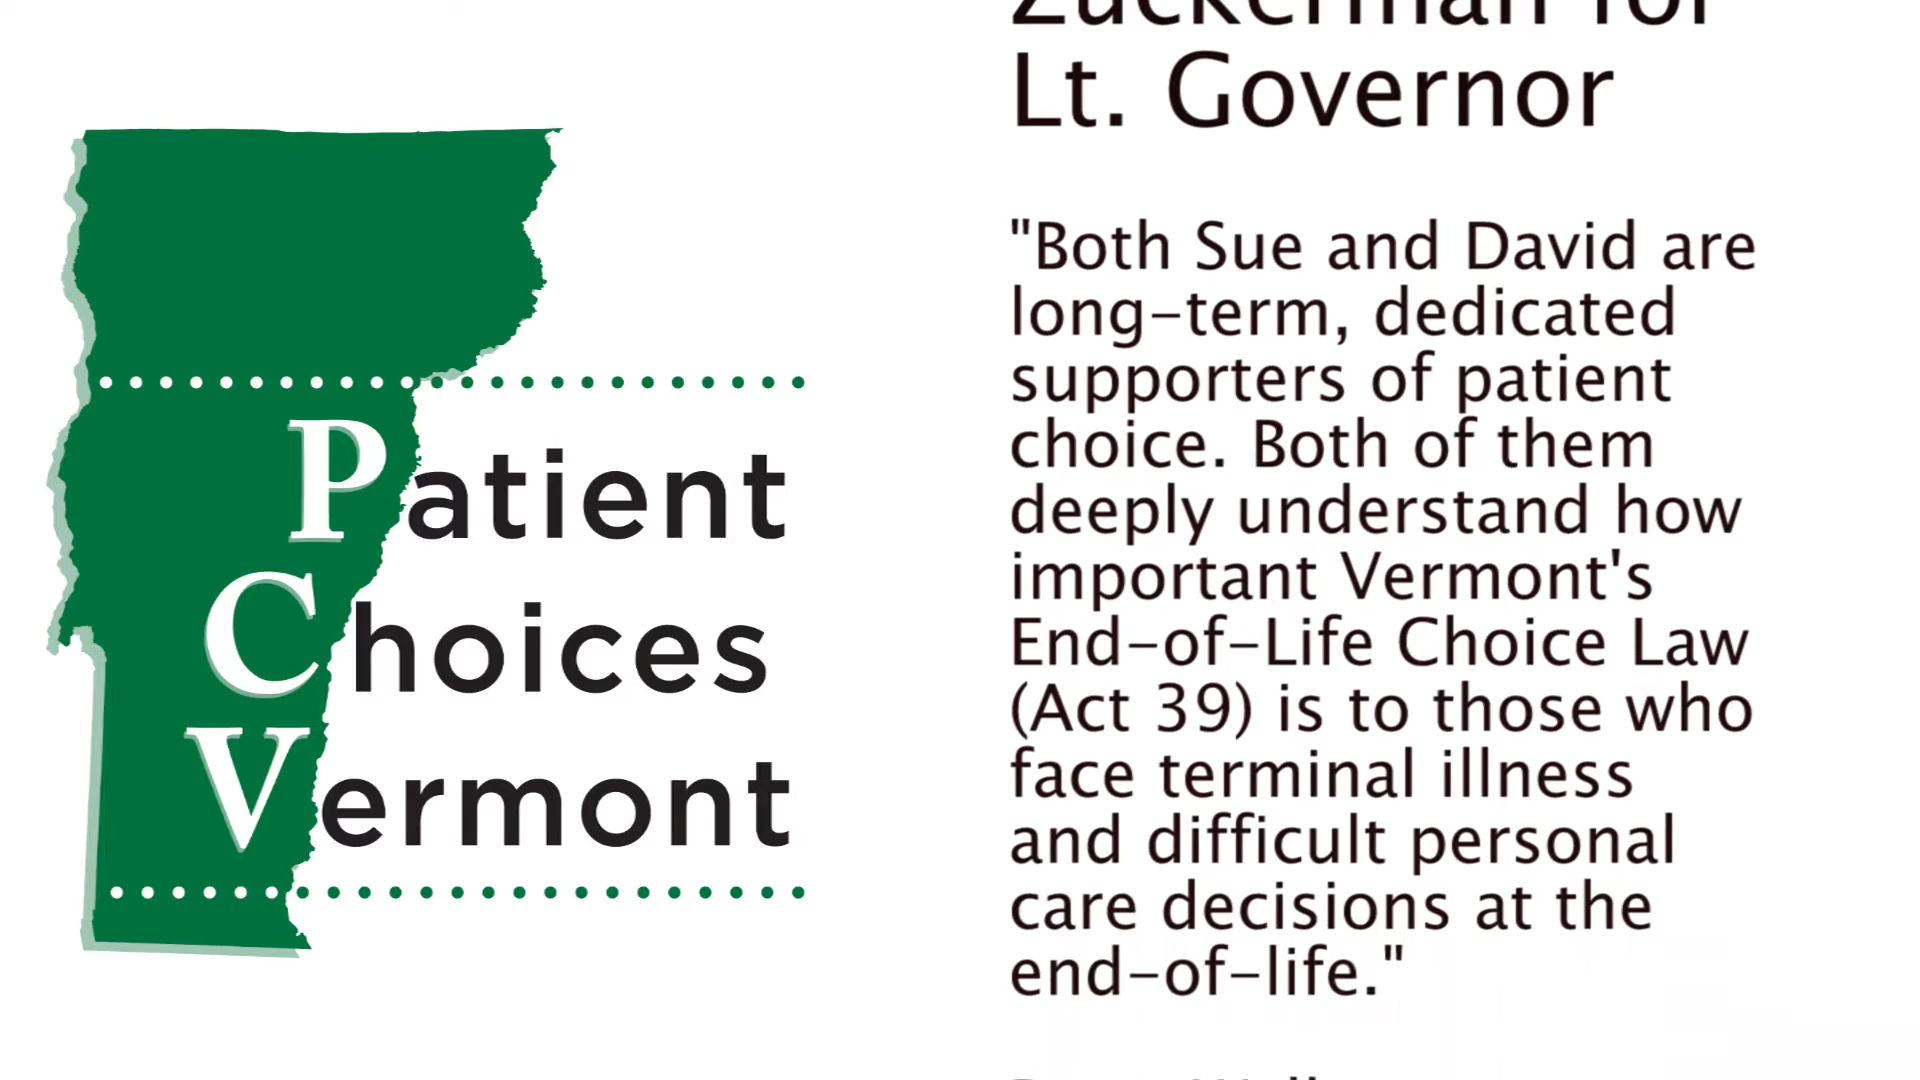 Patient
Choices
Vermont
Zuckerman for
Lt. Governor
"Both Sue and David are
long-term, dedicated
supporters of patient
choice. Both of them
deeply understand how
important Vermont's
End-of-Life Choice Law
(Act 39) is to those who
face terminal illness
and difficult personal
care decisions at the
end-of-life."